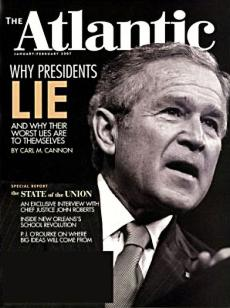 THE
Atlantic
JANUARY/FEBRUARY 2007
WHY PRESIDENTS
LIE
AND WHY THEIR
WORST LIES ARE
TO THEMSELVES
BY CARL M. CANNON
SPECIAL REPORT
the STATE of the UNION
AN EXCLUSIVE INTERVIEW WITH
CHIEF JUSTICE JOHN ROBERTS
INSIDE NEW ORLEANS'S
SCHOOL REVOLUTION
P. J. O'ROURKE ON WHERE
BIG IDEAS WILL COME FROM